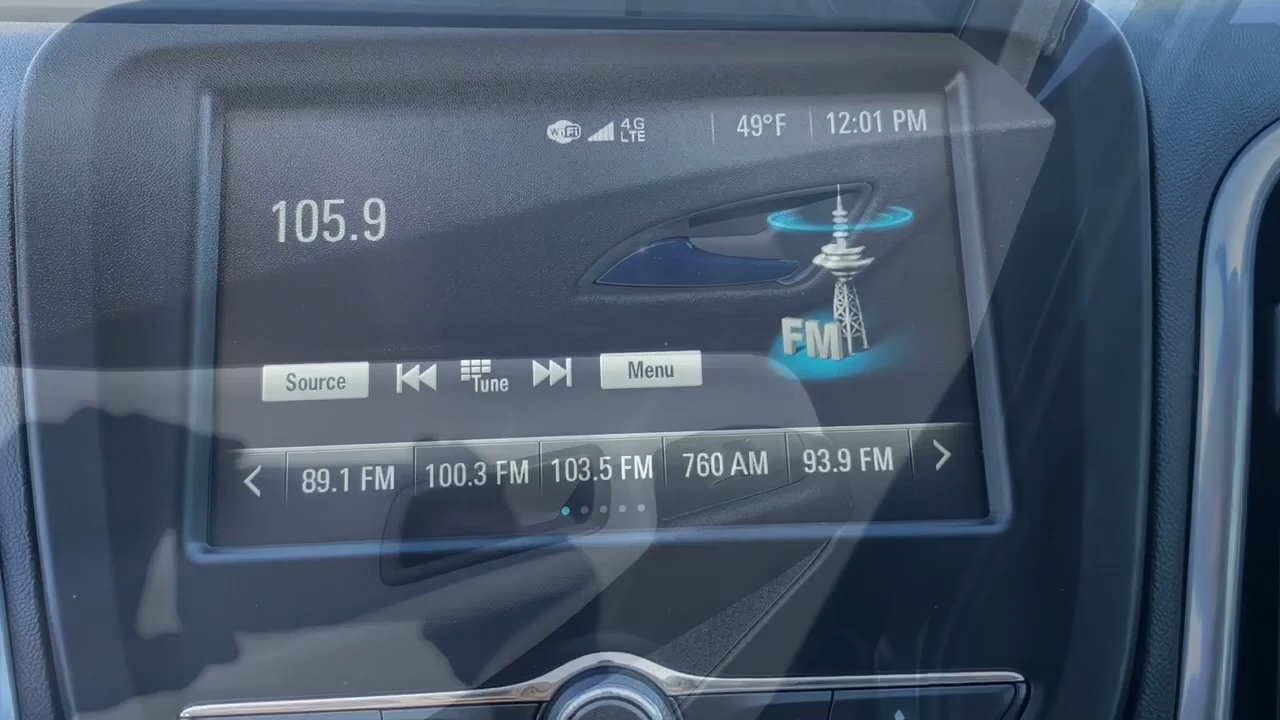 WiFi 4G LTE 49°F 12:01 PM
105.9
FM
Source Tune Menu
89.1 FM 100.3 FM 103.5 FM 760 AM 93.9 FM